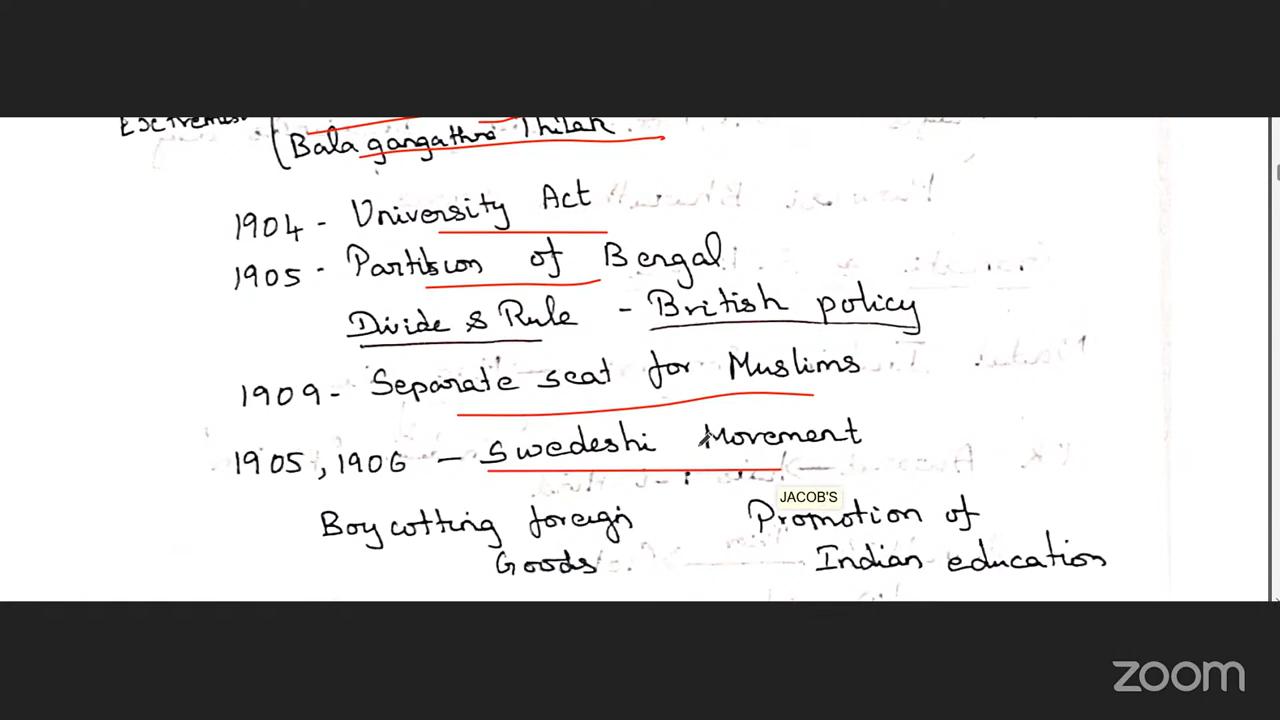 Bala gangathra Thilak
1904 - University Act
1905 - Partition of Bengal
Divide & Rule - British policy
1909 - Separate seat for Muslims
1905, 1906 - Swedeshi Movement
JACOB'S
Boycotting foreign Promotion of
Goods Indian education
zoom